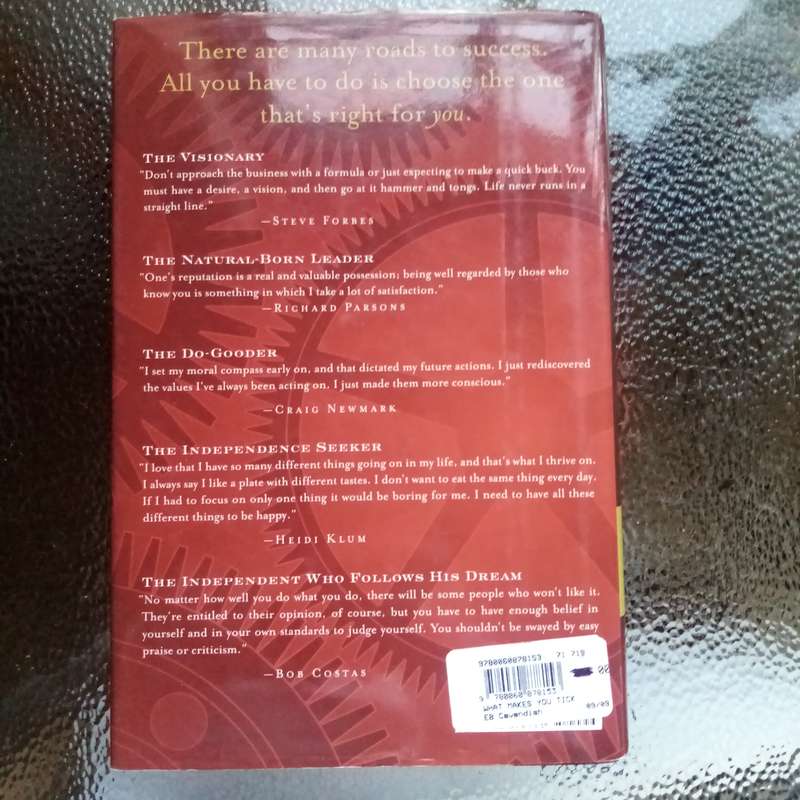 There are many roads to success.
All you have to do is choose the one
that's right for you.
THE VISIONARY
"Don't approach the business with a formula or just expecting to make a quick buck. You
must have a desire, a vision, and then go at it hammer and tongs. Life never runs in a
straight line."
—STEVE FORBES
THE NATURAL-BORN LEADER
"One's reputation is a real and valuable possession; being well regarded by those who
know you is something in which I take a lot of satisfaction."
—RICHARD PARSONS
THE DO-GOODER
"I set my moral compass early on, and that dictated my future actions. I just rediscovered
the values I've always been acting on. I just made them more conscious."
—CRAIG NEWMARK
THE INDEPENDENCE SEEKER
"I love that I have so many different things going on in my life, and that's what I thrive on.
I always say I like a plate with different tastes. I don't want to eat the same thing every day.
If I had to focus on only one thing it would be boring for me. I need to have all these
different things to be happy."
—HEIDI KLUM
THE INDEPENDENT WHO FOLLOWS HIS DREAM
"No matter how well you do what you do, there will be some people who won't like it.
They're entitled to their opinion, of course, but you have to have enough belief in
yourself and in your own standards to judge yourself. You shouldn't be swayed by easy
praise or criticism."
—BOB COSTAS
9780060878153 71 719
00
9 780060 878153
WHAT MAKES YOU TICK
09/09
EB Cavendish